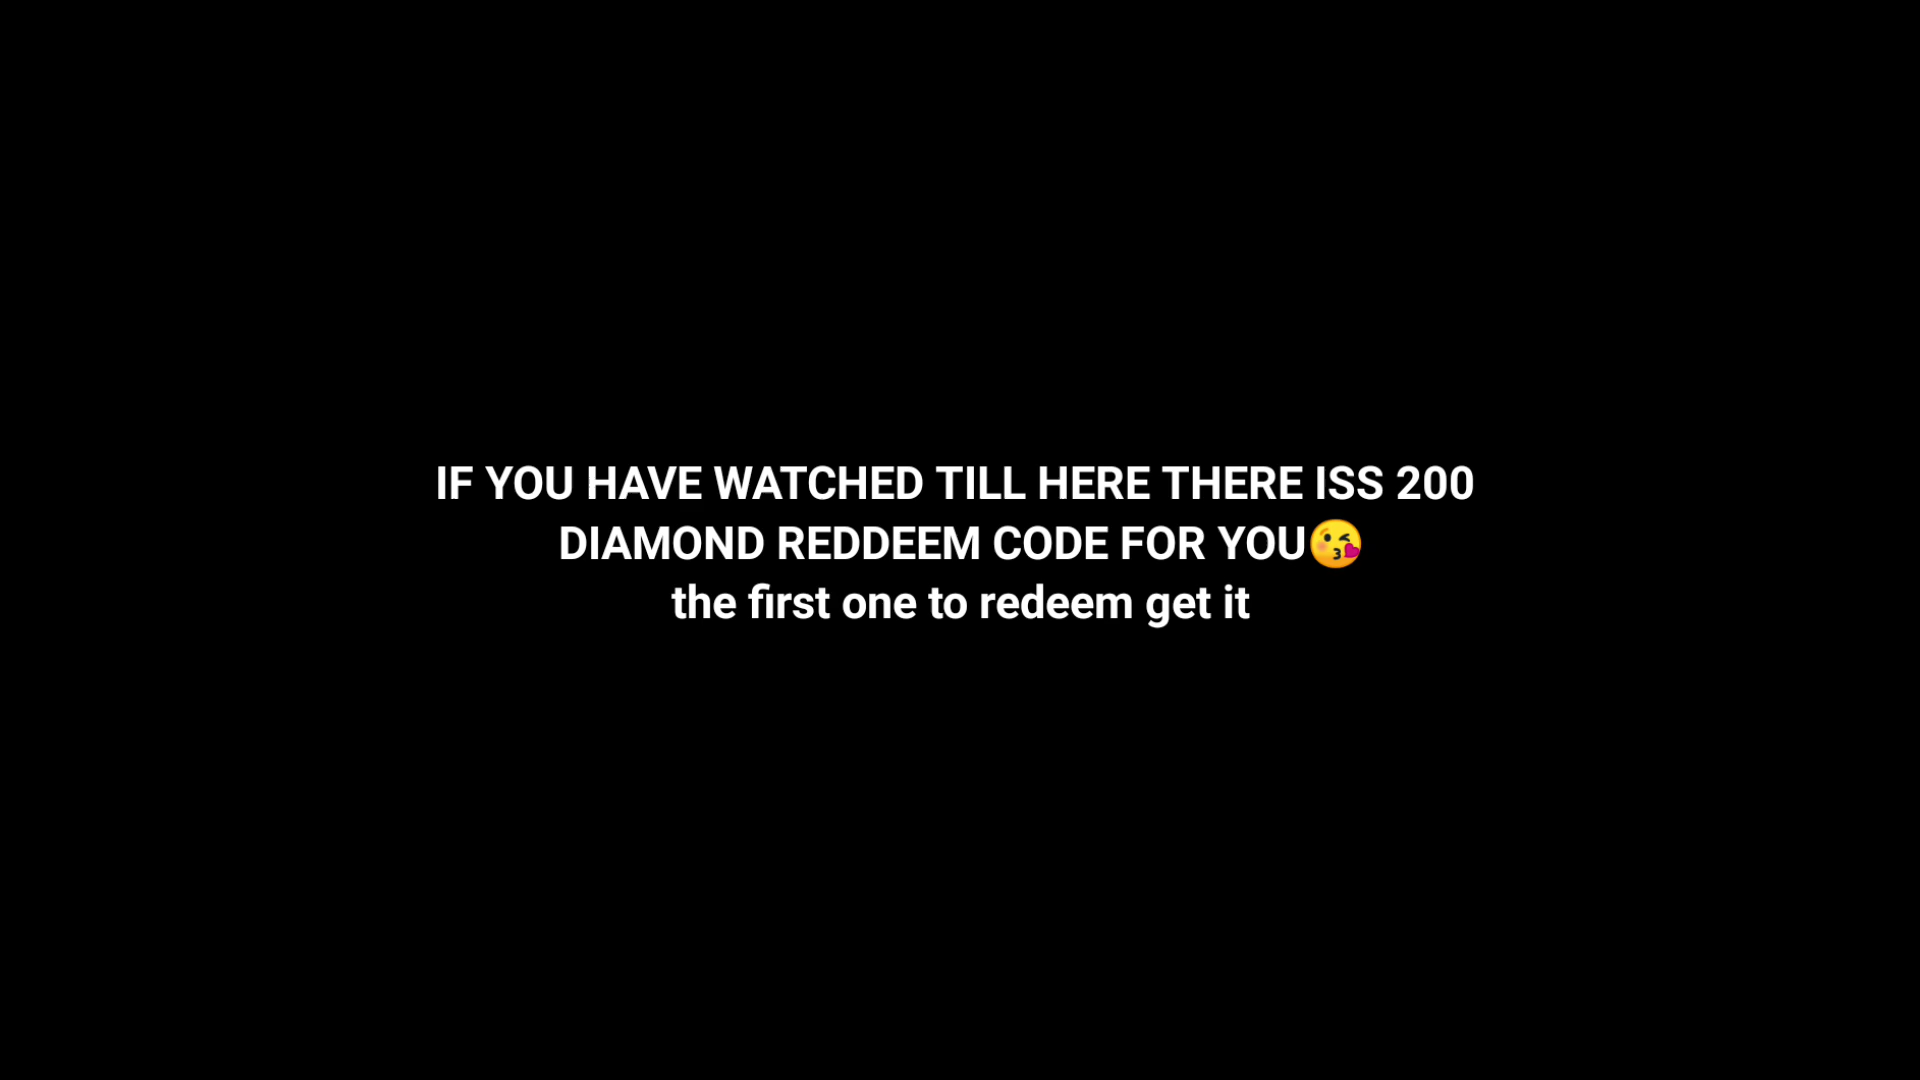 IF YOU HAVE WATCHED TILL HERE THERE ISS 200
DIAMOND REDDEEM CODE FOR YOU😘
the first one to redeem get it